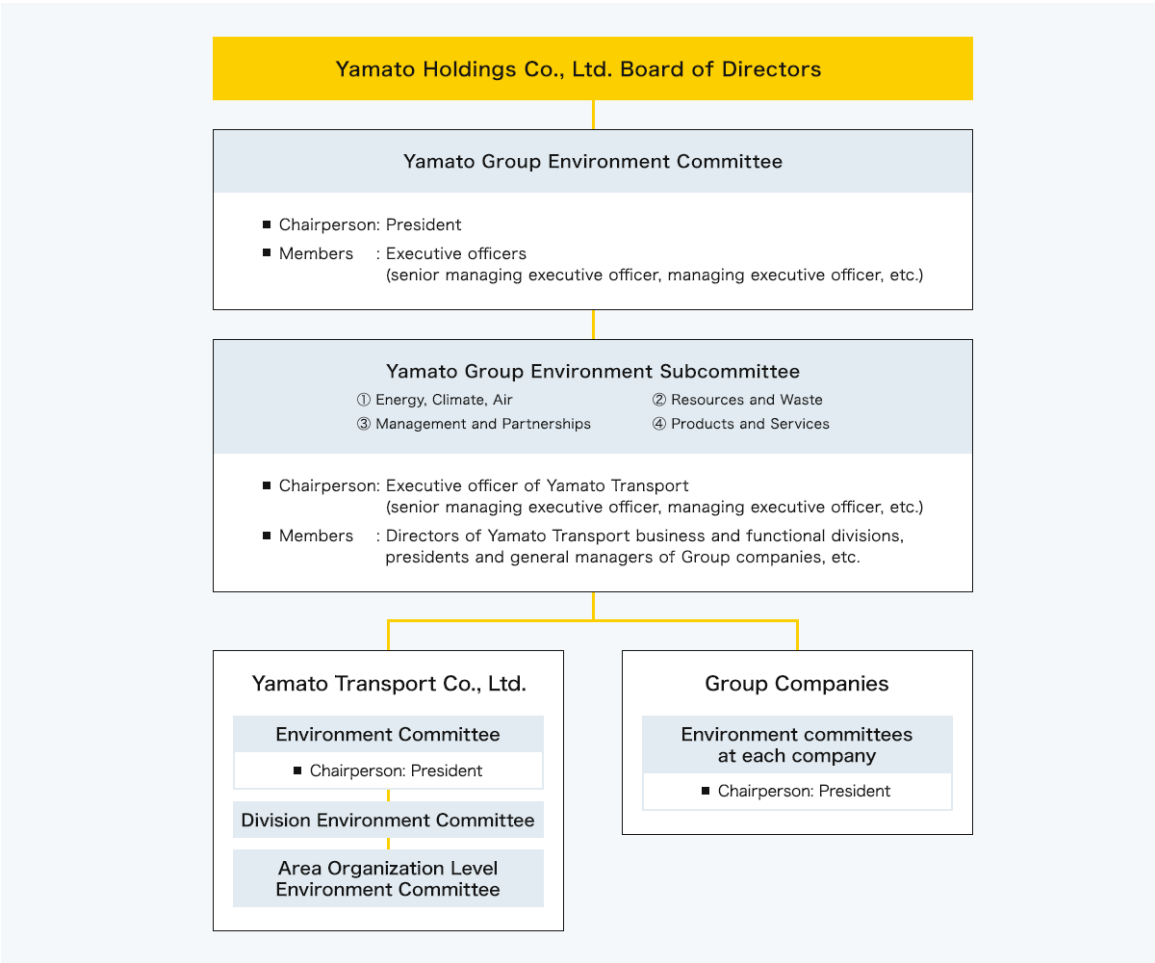 Yamato Holdings Co., Ltd. Board of Directors
Yamato Group Environment Committee
■ Chairperson: President
■ Members : Executive officers
(senior managing executive officer, managing executive officer, etc.)
Yamato Group Environment Subcommittee
① Energy, Climate, Air ② Resources and Waste
③ Management and Partnerships ④ Products and Services
■ Chairperson: Executive officer of Yamato Transport
(senior managing executive officer, managing executive officer, etc.)
■ Members : Directors of Yamato Transport business and functional divisions,
presidents and general managers of Group companies, etc.
Yamato Transport Co., Ltd.
Environment Committee
■ Chairperson: President
Division Environment Committee
Area Organization Level
Environment Committee
Group Companies
Environment committees
at each company
■ Chairperson: President